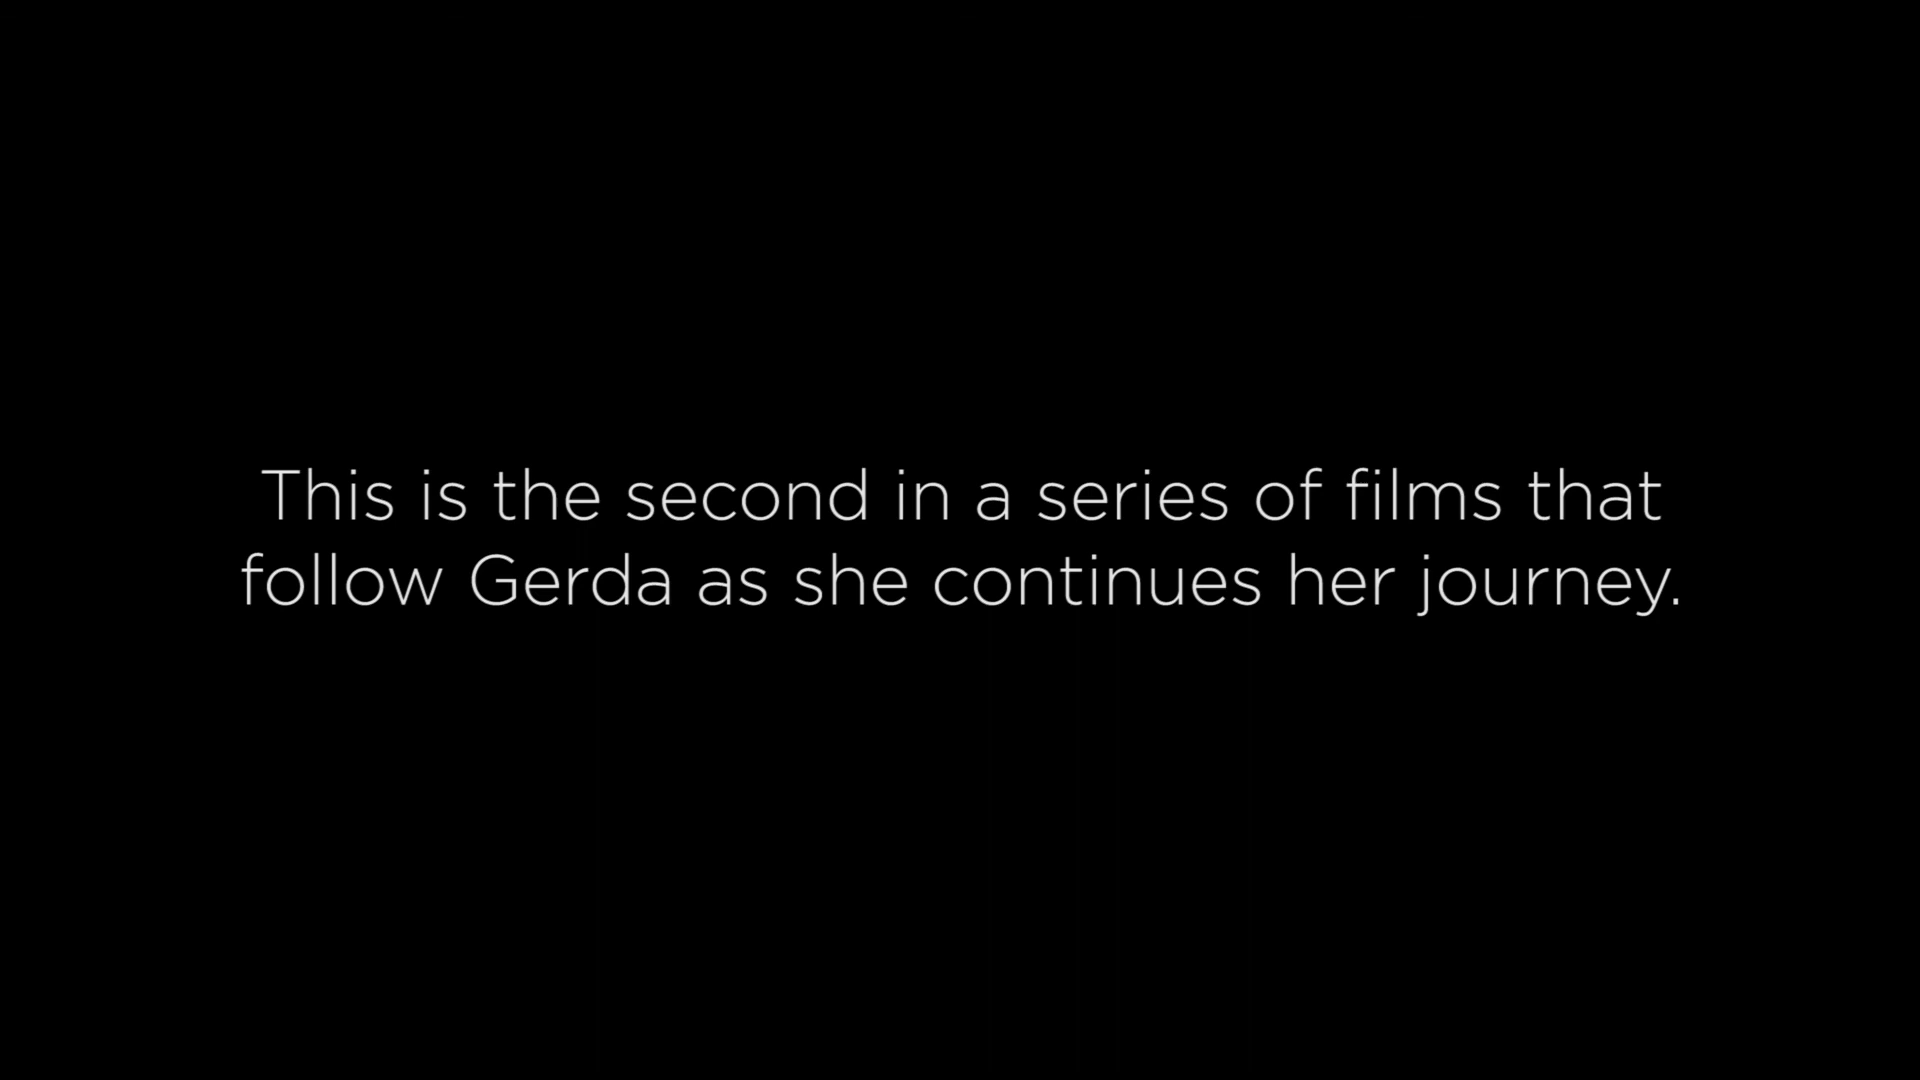 This is the second in a series of films that
follow Gerda as she continues her journey.